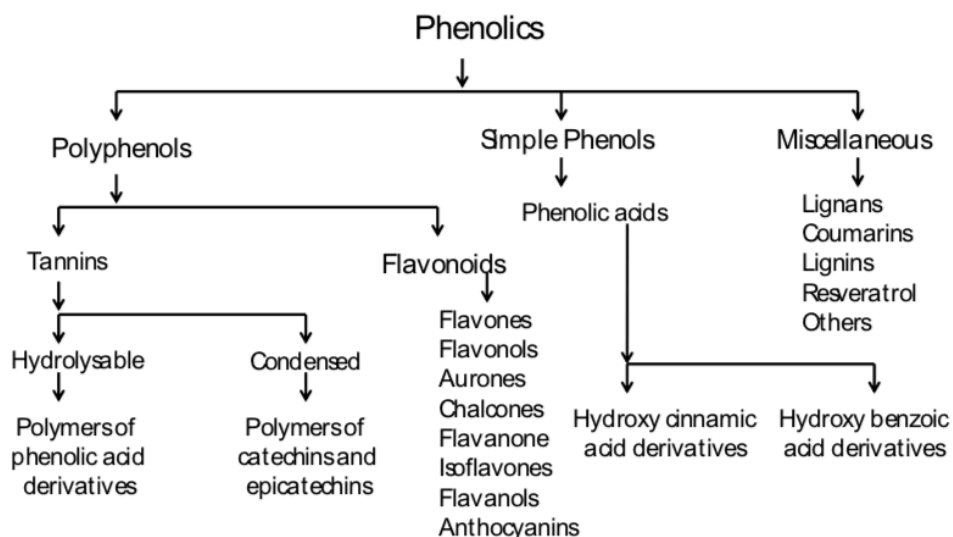 Phenolics
Polyphenols
Simple Phenols
Miscellaneous
Phenolic acids
Lignans
Coumarins
Lignins
Resveratrol
Others
Tannins
Flavonoids
Flavones
Flavonols
Aurones
Chalcones
Flavanone
Isoflavones
Flavanols
Anthocyanins
Hydrolysable
Condensed
Polymers of
phenolic acid
derivatives
Polymers of
catechins and
epicatechins
Hydroxy cinnamic
acid derivatives
Hydroxy benzoic
acid derivatives